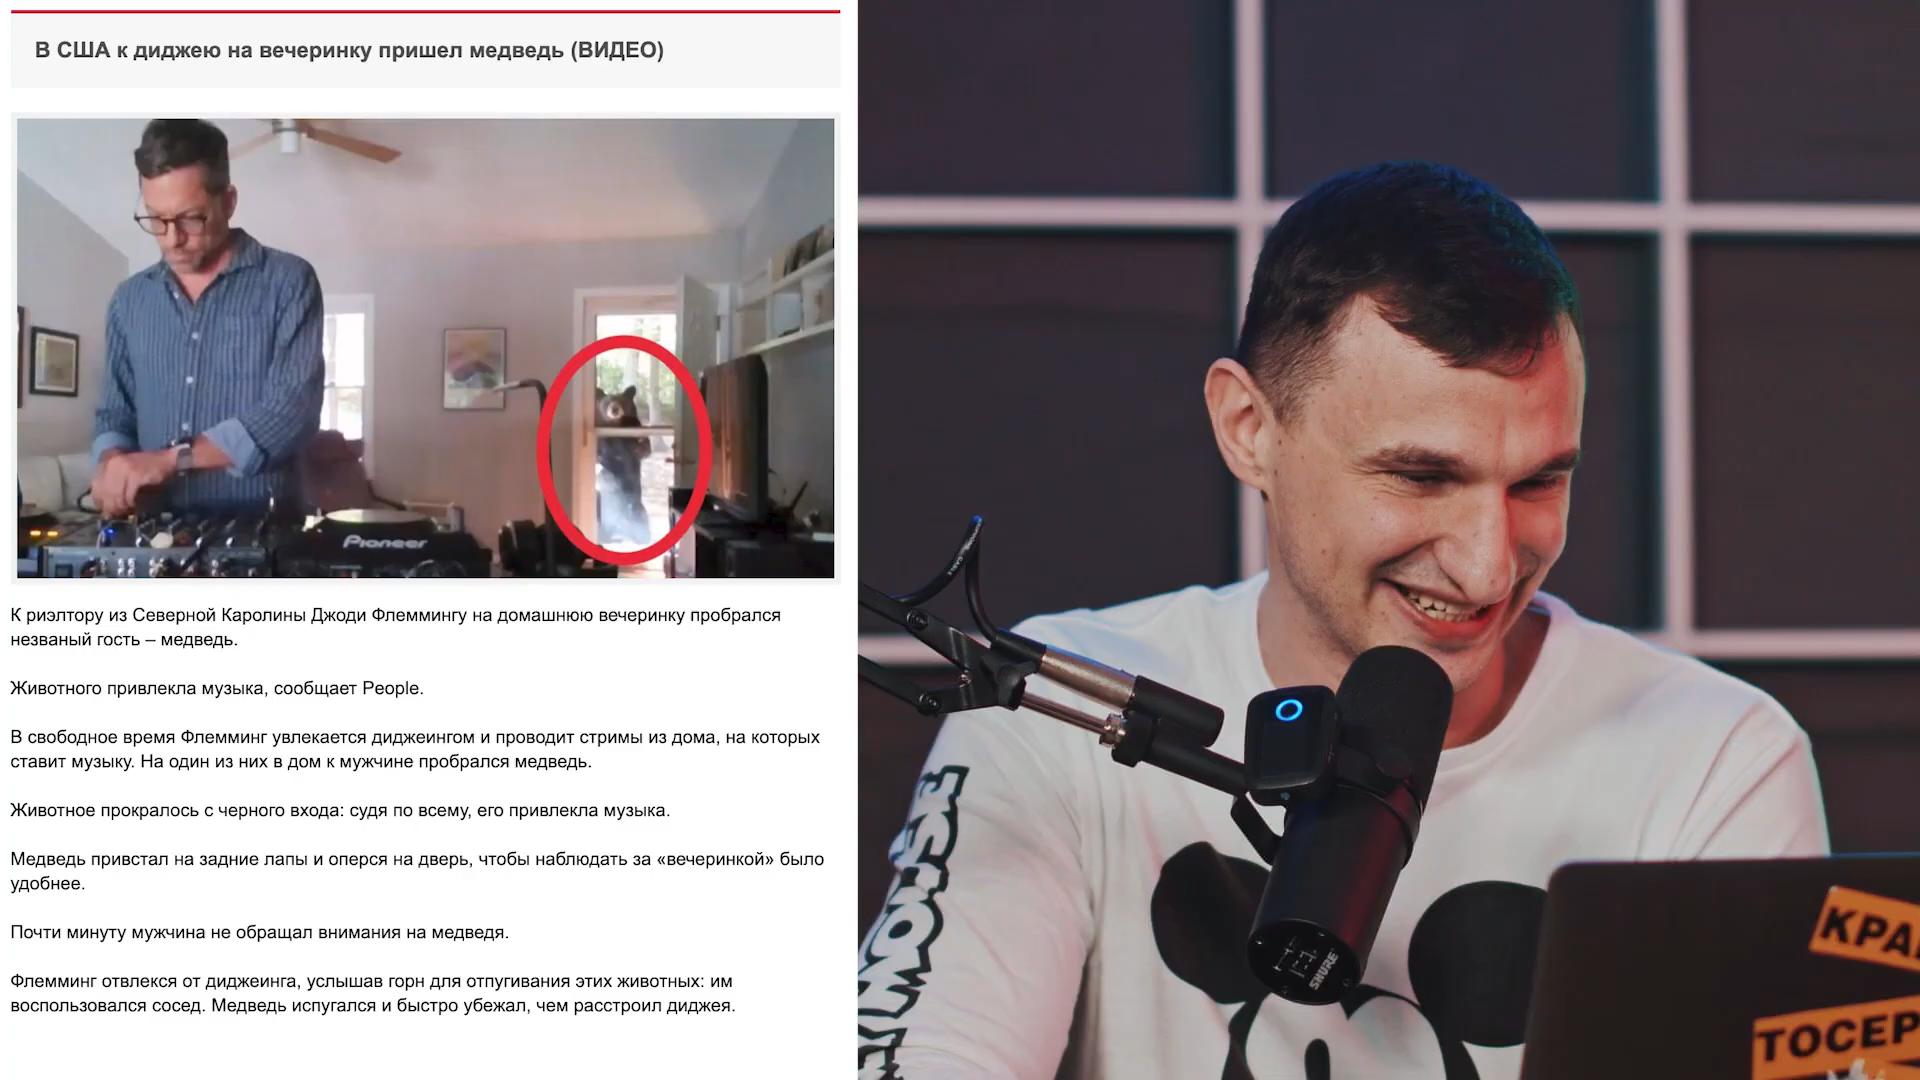 В США к диджею на вечеринку пришел медведь (ВИДЕО)
Pioneer
К риэлтору из Северной Каролины Джоди Флеммингу на домашнюю вечеринку пробрался
незваный гость – медведь.
Животного привлекла музыка, сообщает People.
В свободное время Флемминг увлекается диджеингом и проводит стримы из дома, на которых
ставит музыку. На один из них в дом к мужчине пробрался медведь.
Животное прокралось с черного входа: судя по всему, его привлекла музыка.
Медведь привстал на задние лапы и оперся на дверь, чтобы наблюдать за «вечеринкой» было
удобнее.
Почти минуту мужчина не обращал внимания на медведя.
Флемминг отвлекся от диджеинга, услышав горн для отпугивания этих животных: им
воспользовался сосед. Медведь испугался и быстро убежал, чем расстроил диджея.
SHURE
КРА
ТОСЕР